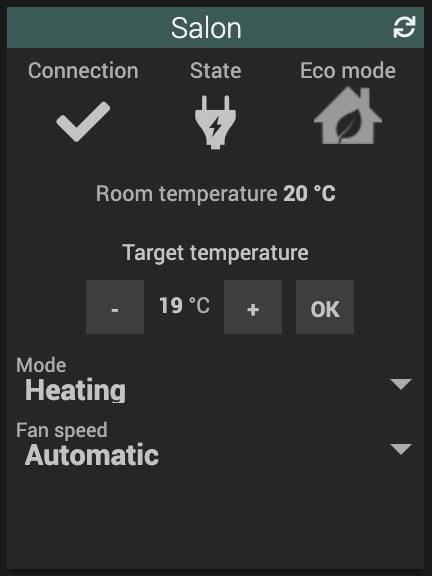 Salon
Connection State Eco mode
Room temperature 20 °C
Target temperature
- 19 °C + OK
Mode
Heating
Fan speed
Automatic